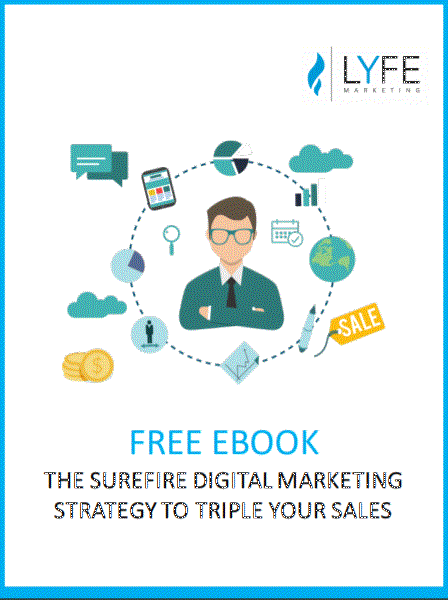 LYFE
MARKETING
SALE
$
FREE EBOOK
THE SUREFIRE DIGITAL MARKETING
STRATEGY TO TRIPLE YOUR SALES